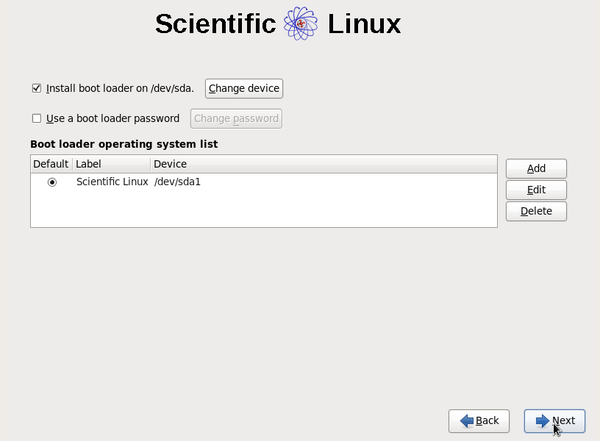 Scientific Linux
Install boot loader on /dev/sda. Change device
Use a boot loader password Change password
Boot loader operating system list
Default Label Device
Scientific Linux /dev/sda1
Add
Edit
Delete
Back Next